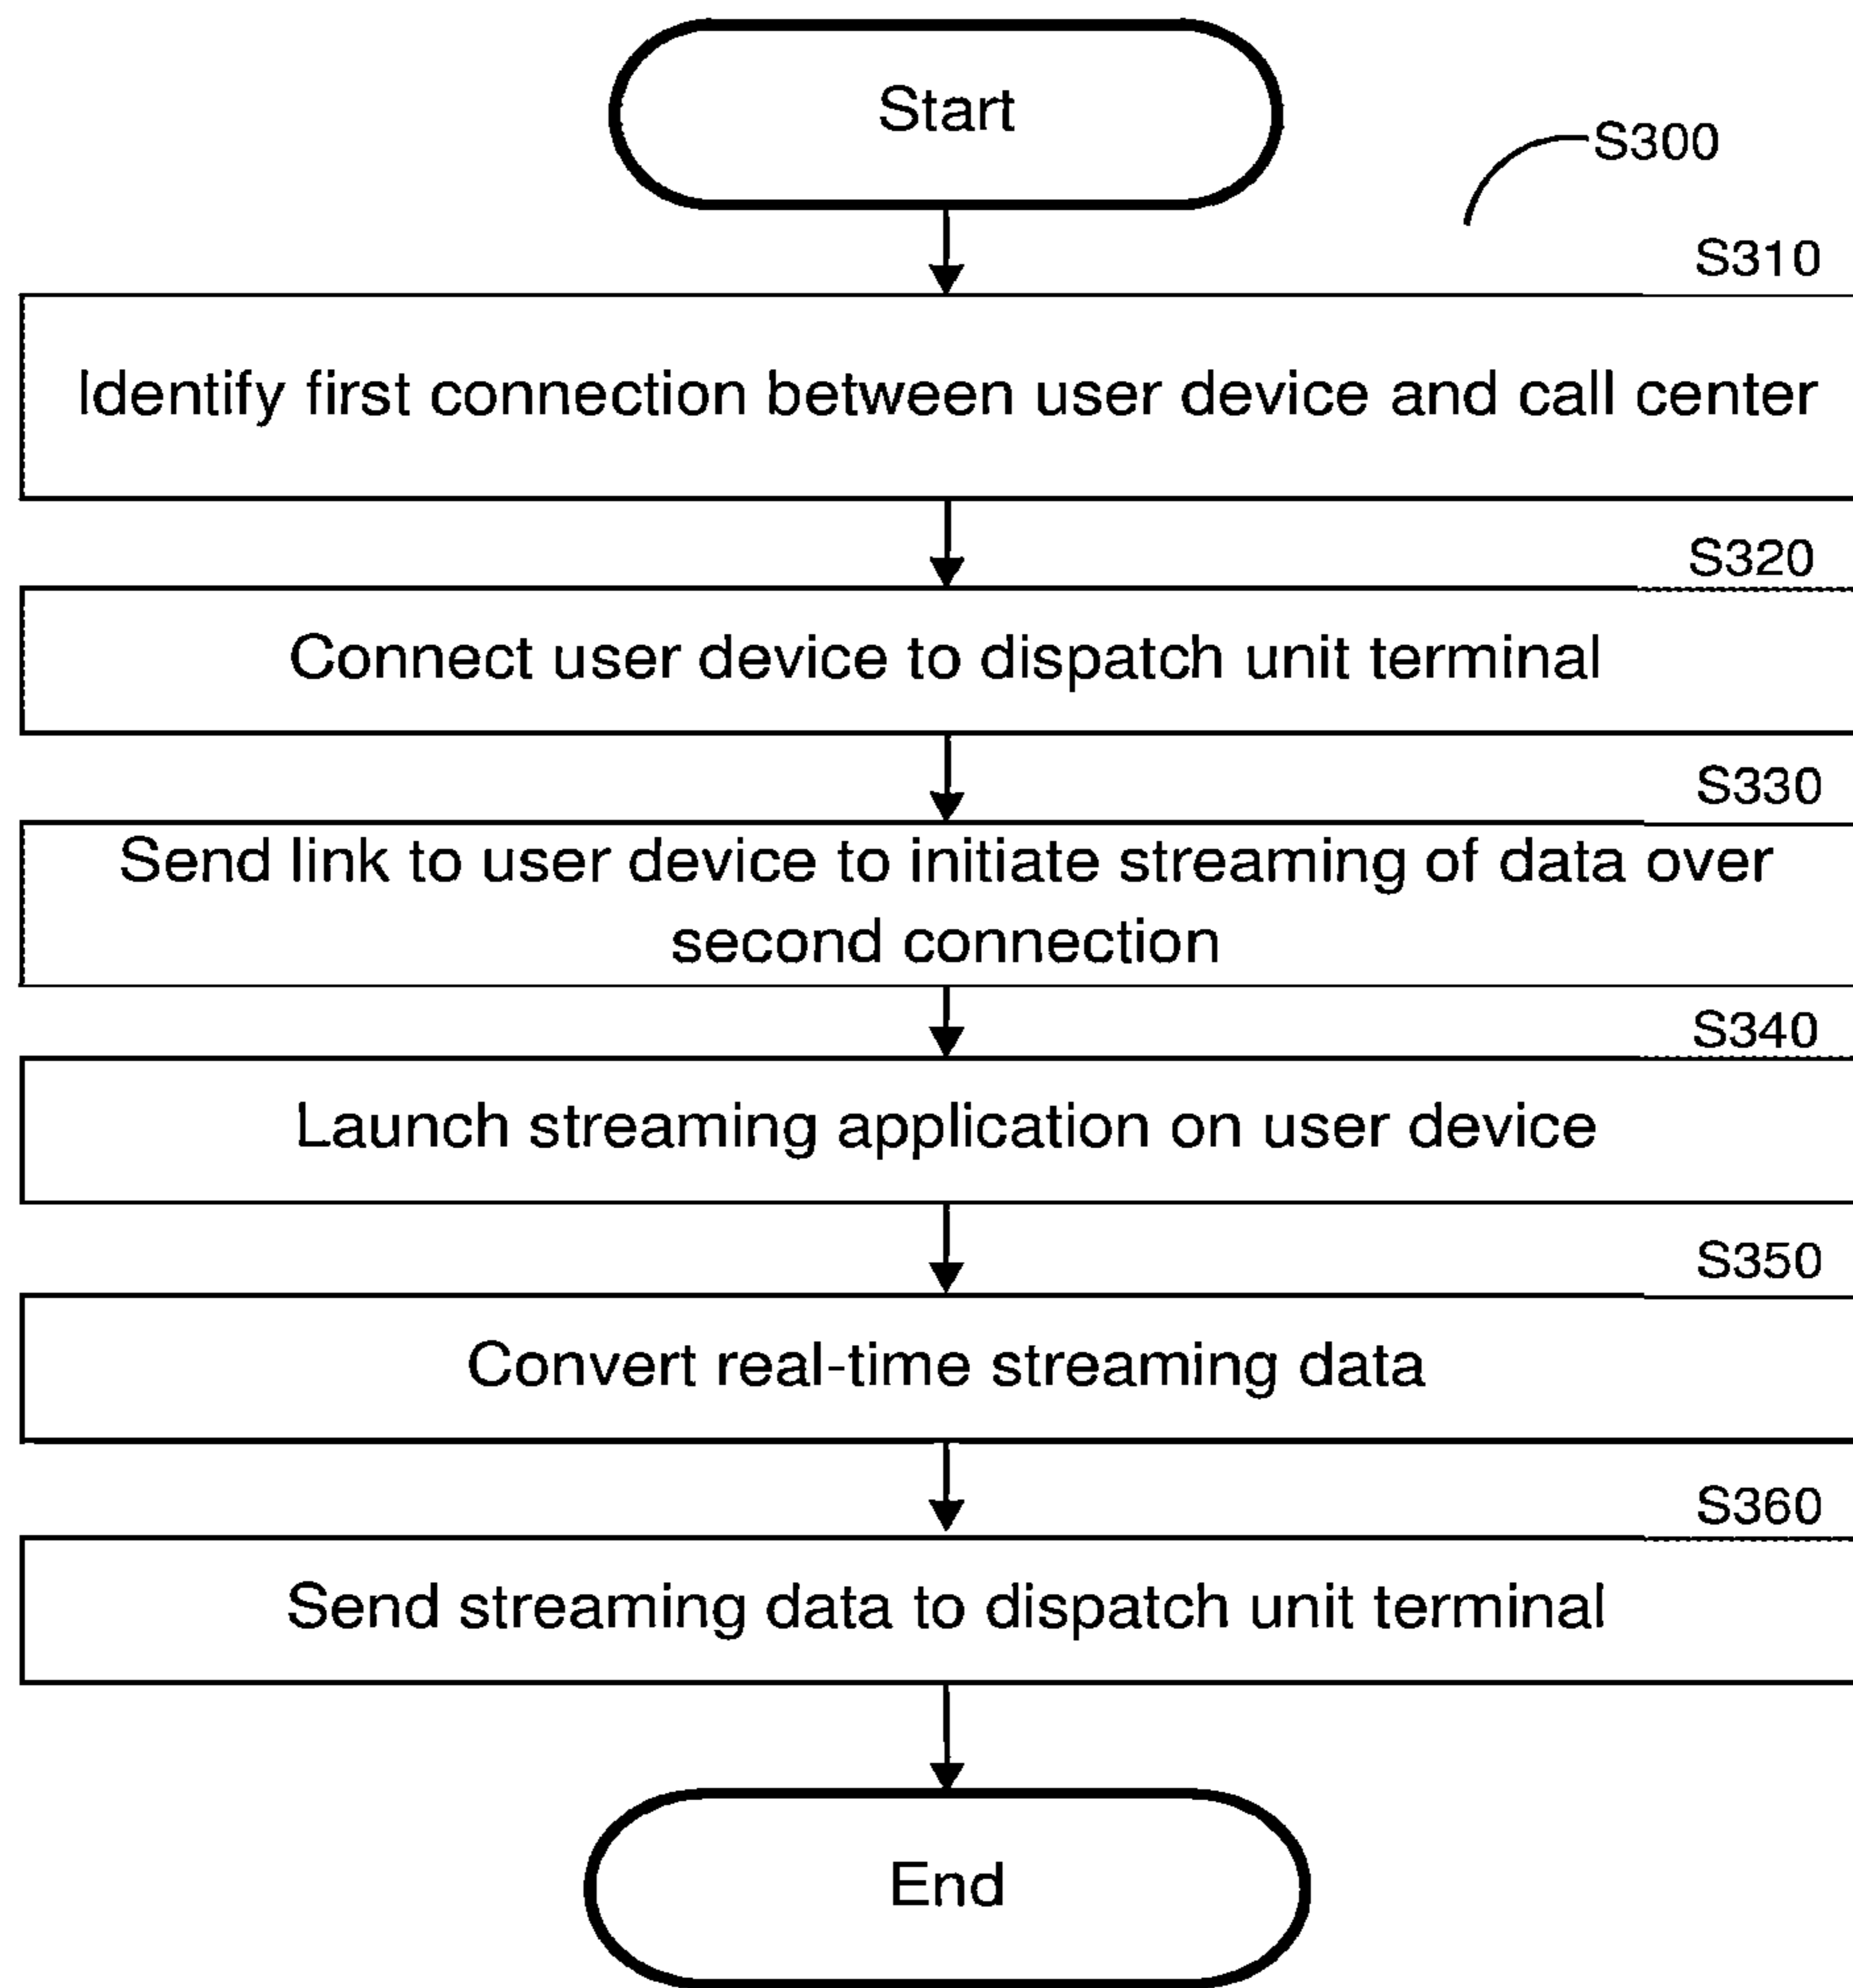 Start
S300
S310
Identify first connection between user device and call center
S320
Connect user device to dispatch unit terminal
S330
Send link to user device to initiate streaming of data over
second connection
S340
Launch streaming application on user device
S350
Convert real-time streaming data
S360
Send streaming data to dispatch unit terminal
End